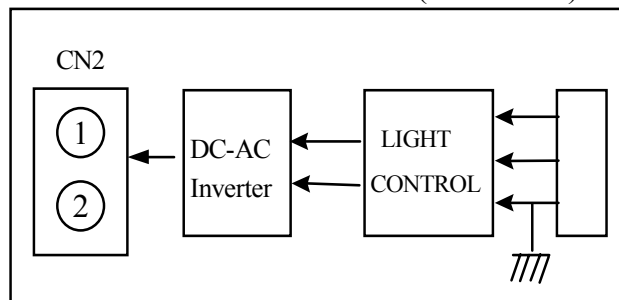 CN2
1
2
DC-AC
Inverter
LIGHT
CONTROL